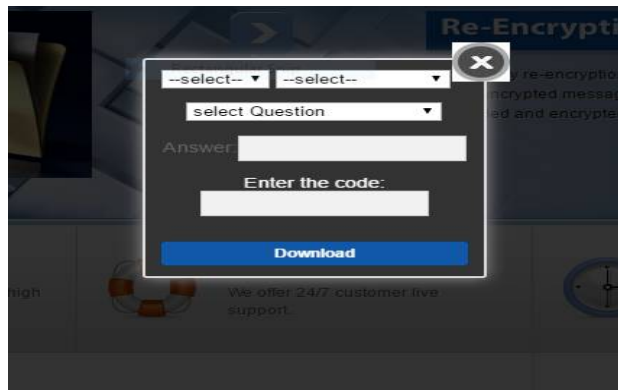 Re-Encrypti
y re-encryptio
ncrypted messag
ed and encrypte
--select-- --select--
select Question
Answer:
Enter the code:
Download
high
We offer 24/7 customer live
support.